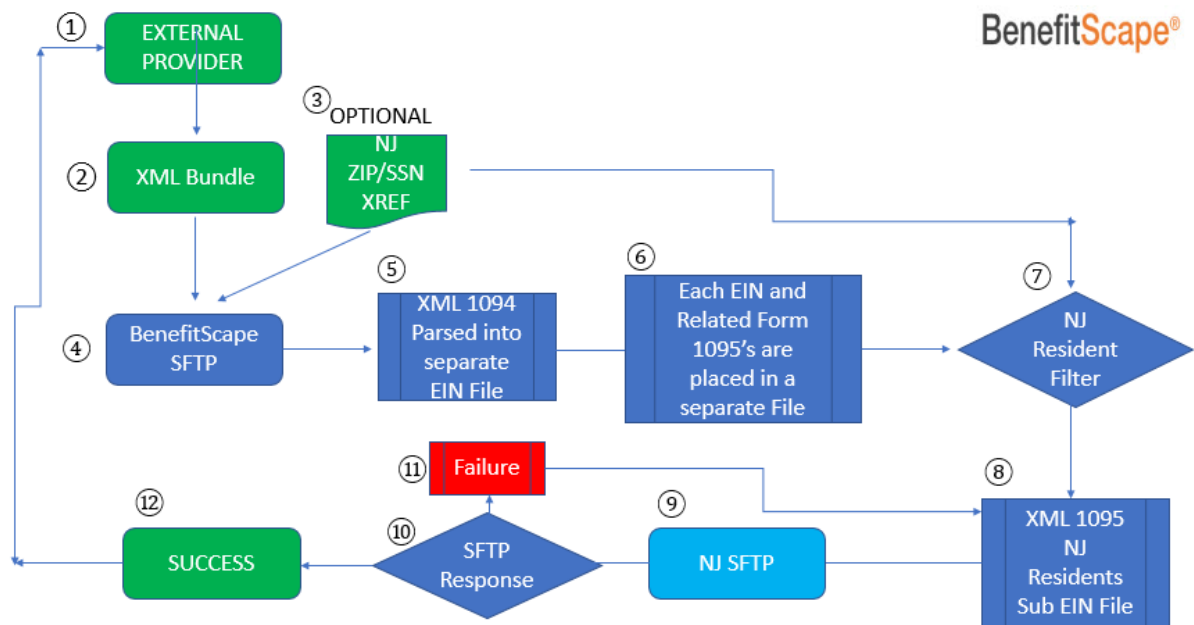 BenefitScape®
①
EXTERNAL
PROVIDER
②
XML Bundle
③
OPTIONAL
NJ
ZIP/SSN
XREF
④
BenefitScape
SFTP
⑤
XML 1094
Parsed into
separate
EIN File
⑥
Each EIN and
Related Form
1095's are
placed in a
separate File
⑦
NJ
Resident
Filter
⑧
XML 1095
NJ
Residents
Sub EIN File
⑨
NJ SFTP
⑩
SFTP
Response
⑪
Failure
⑫
SUCCESS